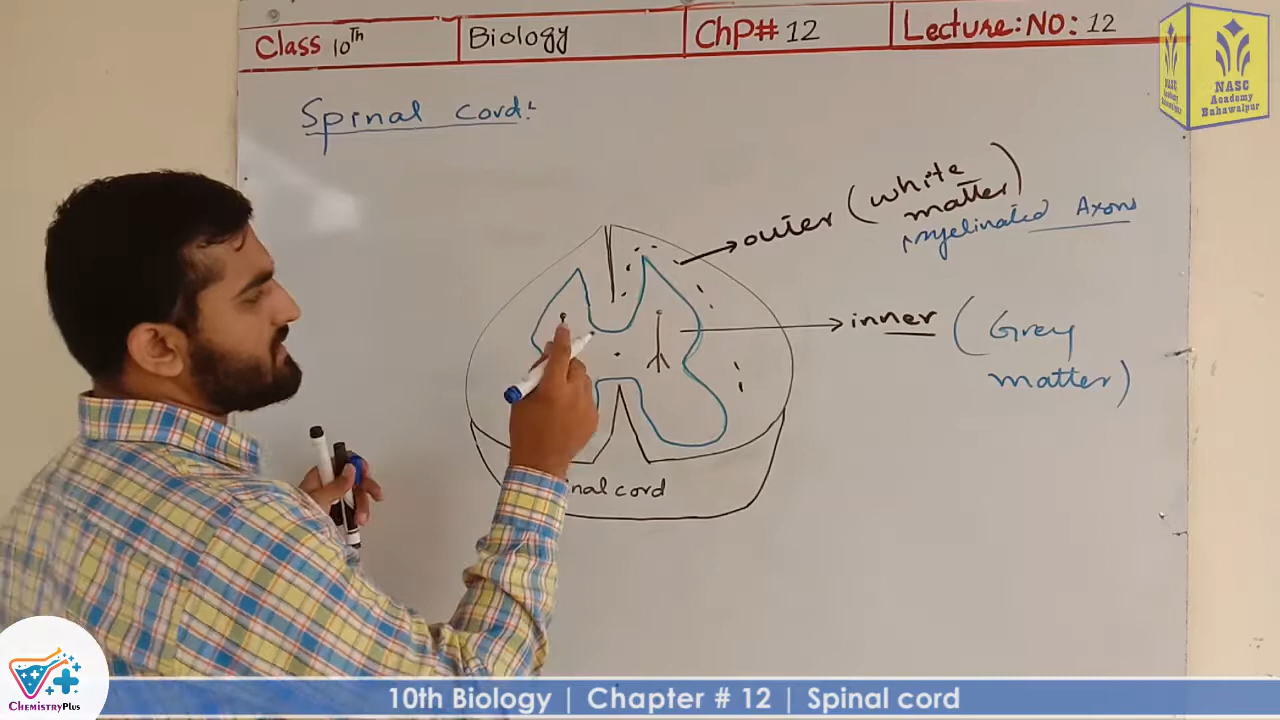 Class 10Th
Biology
ChP# 12
Lecture: NO: 12
NASC
Academy
Bahawalpur
Spinal cord:
outer (white
matter)
myelinated Axons
inner (Grey
matter)
nal cord
ChemistryPlus
10th Biology | Chapter # 12 | Spinal cord